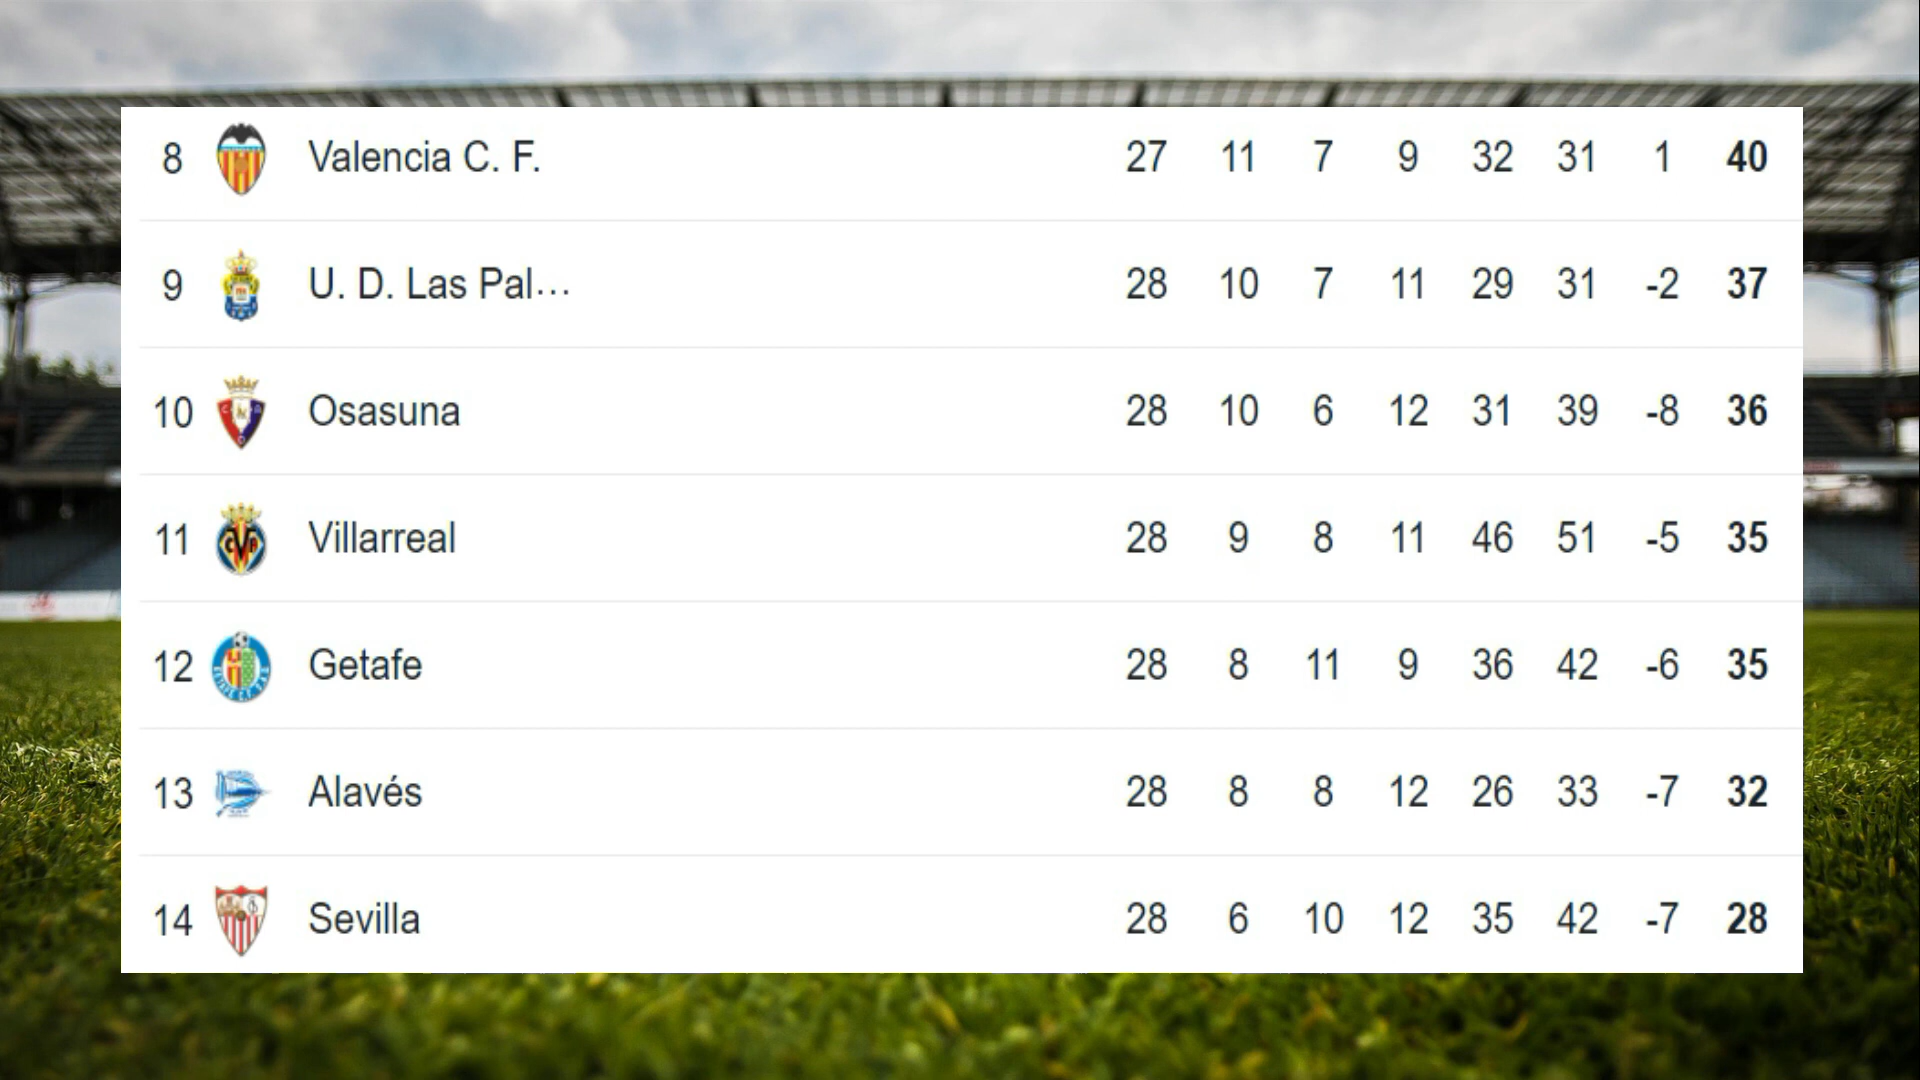 8 Valencia C. F. 27 11 7 9 32 31 1 40
9 U. D. Las Pal... 28 10 7 11 29 31 -2 37
10 Osasuna 28 10 6 12 31 39 -8 36
11 Villarreal 28 9 8 11 46 51 -5 35
12 Getafe 28 8 11 9 36 42 -6 35
13 Alavés 28 8 8 12 26 33 -7 32
14 Sevilla 28 6 10 12 35 42 -7 28